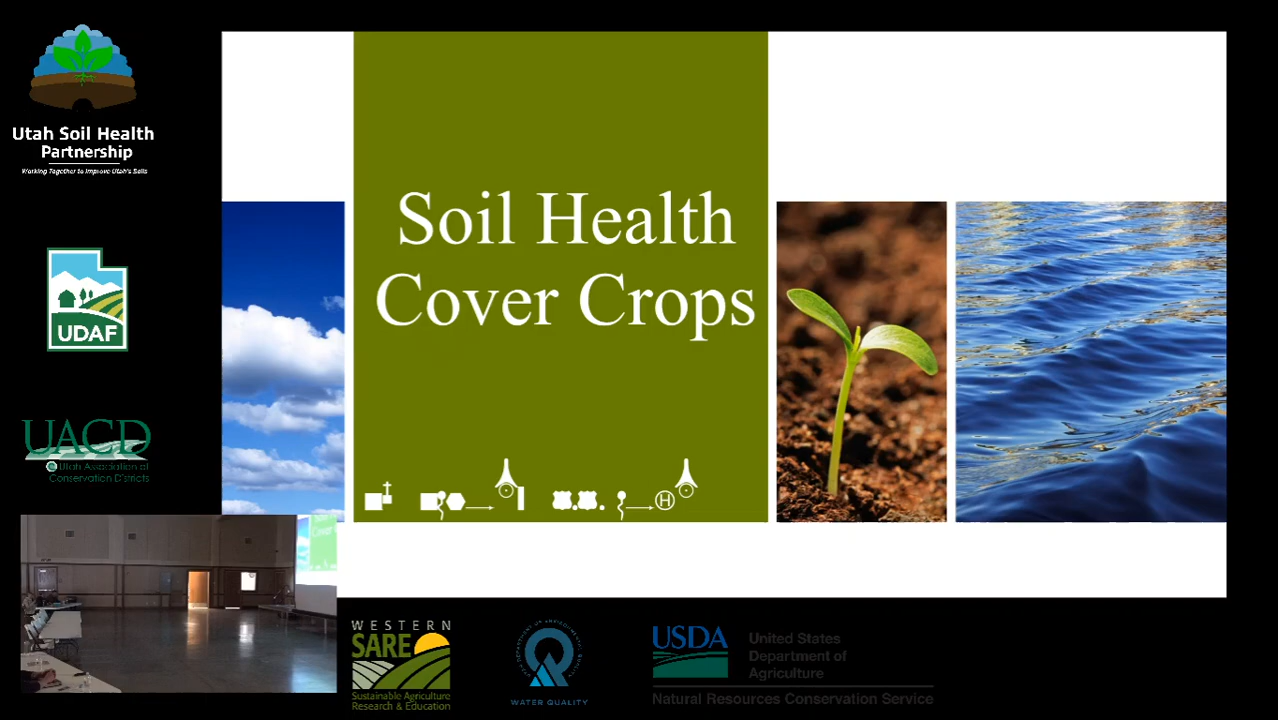 Utah Soil Health
Partnership
Working Together to Improve Utah's Soils
UDAF
UACD
Utah Association of
Conservation Districts
Soil Health
Cover Crops
WESTERN
SARE
Sustainable Agriculture
Research & Education
WATER QUALITY
USDA
United States
Department of
Agriculture
Natural Resources Conservation Service